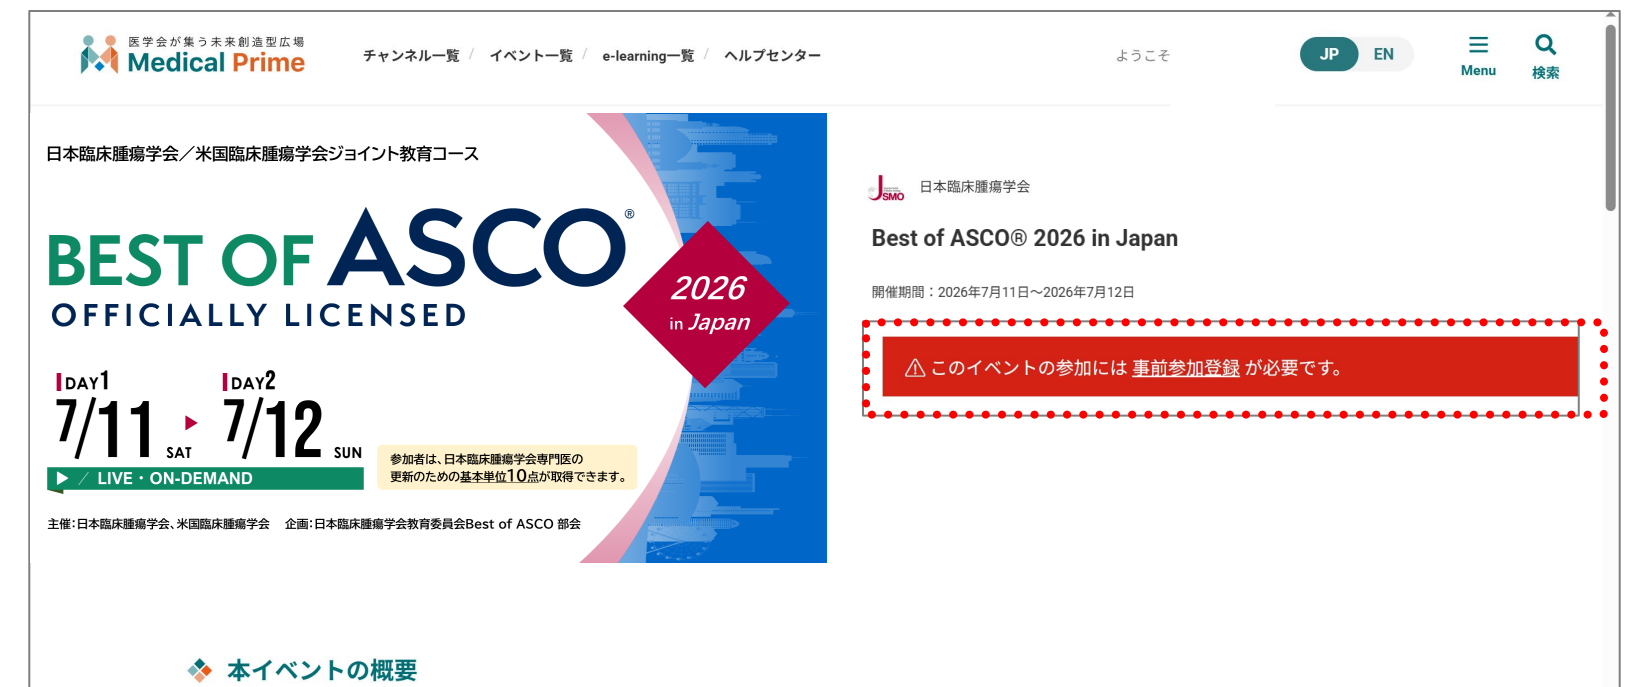 医学会が集う未来創造型広場
Medical Prime
チャンネル一覧 / イベント一覧 / e-learning一覧 / ヘルプセンター
ようこそ
JP EN
Menu
検索
日本臨床腫瘍学会／米国臨床腫瘍学会ジョイント教育コース
BEST OF ASCO®
OFFICIALLY LICENSED
2026
in Japan
DAY1 DAY2
7/11 SAT 7/12 SUN
/ LIVE・ON-DEMAND
参加者は、日本臨床腫瘍学会専門医の
更新のための基本単位10点が取得できます。
主催:日本臨床腫瘍学会、米国臨床腫瘍学会 企画:日本臨床腫瘍学会教育委員会Best of ASCO 部会
JSMO
日本臨床腫瘍学会
Best of ASCO® 2026 in Japan
開催期間：2026年7月11日～2026年7月12日
このイベントの参加には 事前参加登録 が必要です。
本イベントの概要